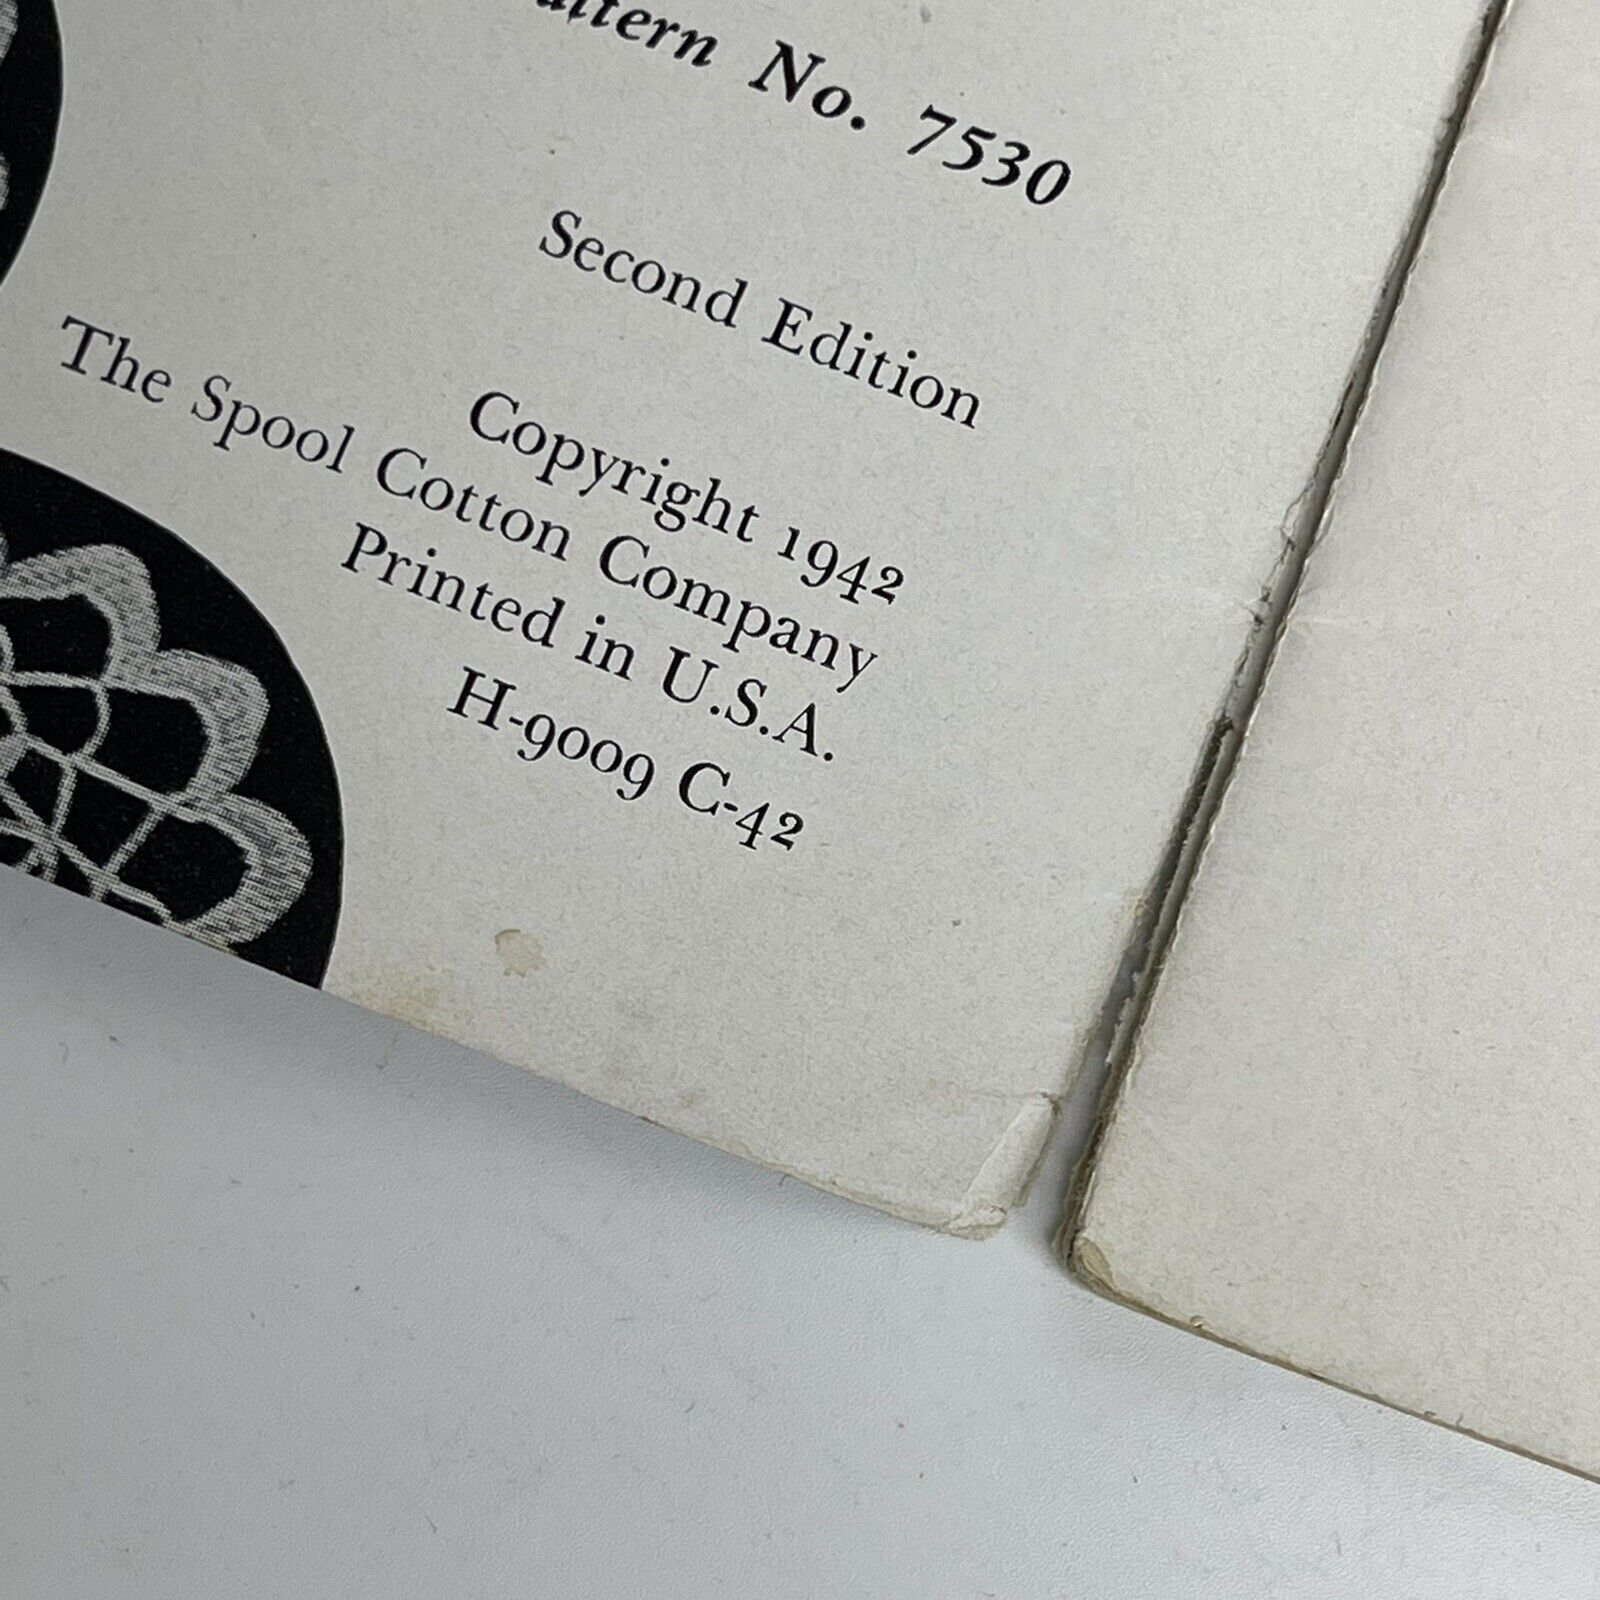 No. 7530
Second Edition
Copyright 1942
The Spool Cotton Company
Printed in U.S.A.
H-9009 C-42